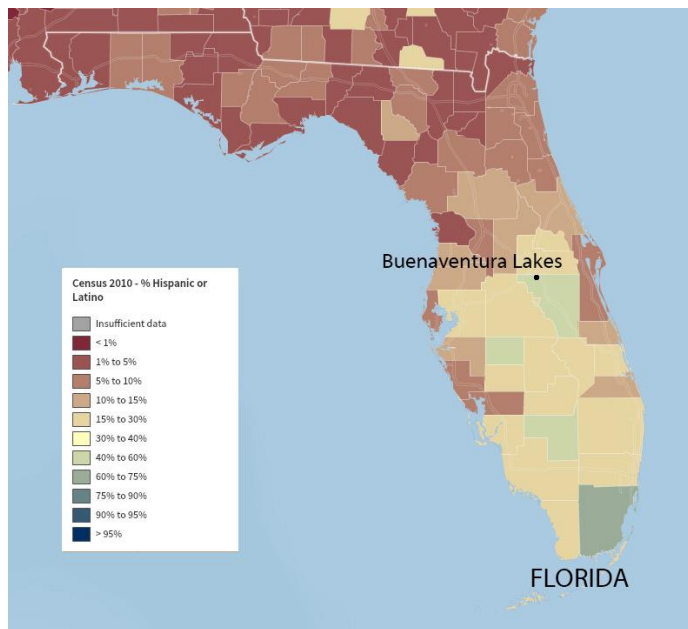 Buenaventura Lakes
Census 2010 - % Hispanic or
Latino
Insufficient data
< 1%
1% to 5%
5% to 10%
10% to 15%
15% to 30%
30% to 40%
40% to 60%
60% to 75%
75% to 90%
90% to 95%
> 95%
FLORIDA